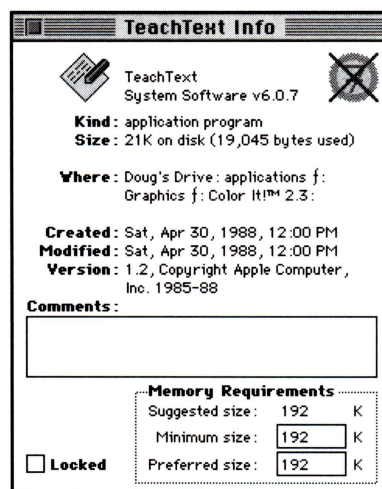 TeachText Info
TeachText
System Software v6.0.7
Kind: application program
Size: 21K on disk (19,045 bytes used)
Where: Doug's Drive: applications ƒ:
Graphics ƒ: Color It!™ 2.3:
Created: Sat, Apr 30, 1988, 12:00 PM
Modified: Sat, Apr 30, 1988, 12:00 PM
Version: 1.2, Copyright Apple Computer,
Inc. 1985-88
Comments:
Memory Requirements
Suggested size: 192 K
Minimum size: 192 K
Locked Preferred size: 192 K